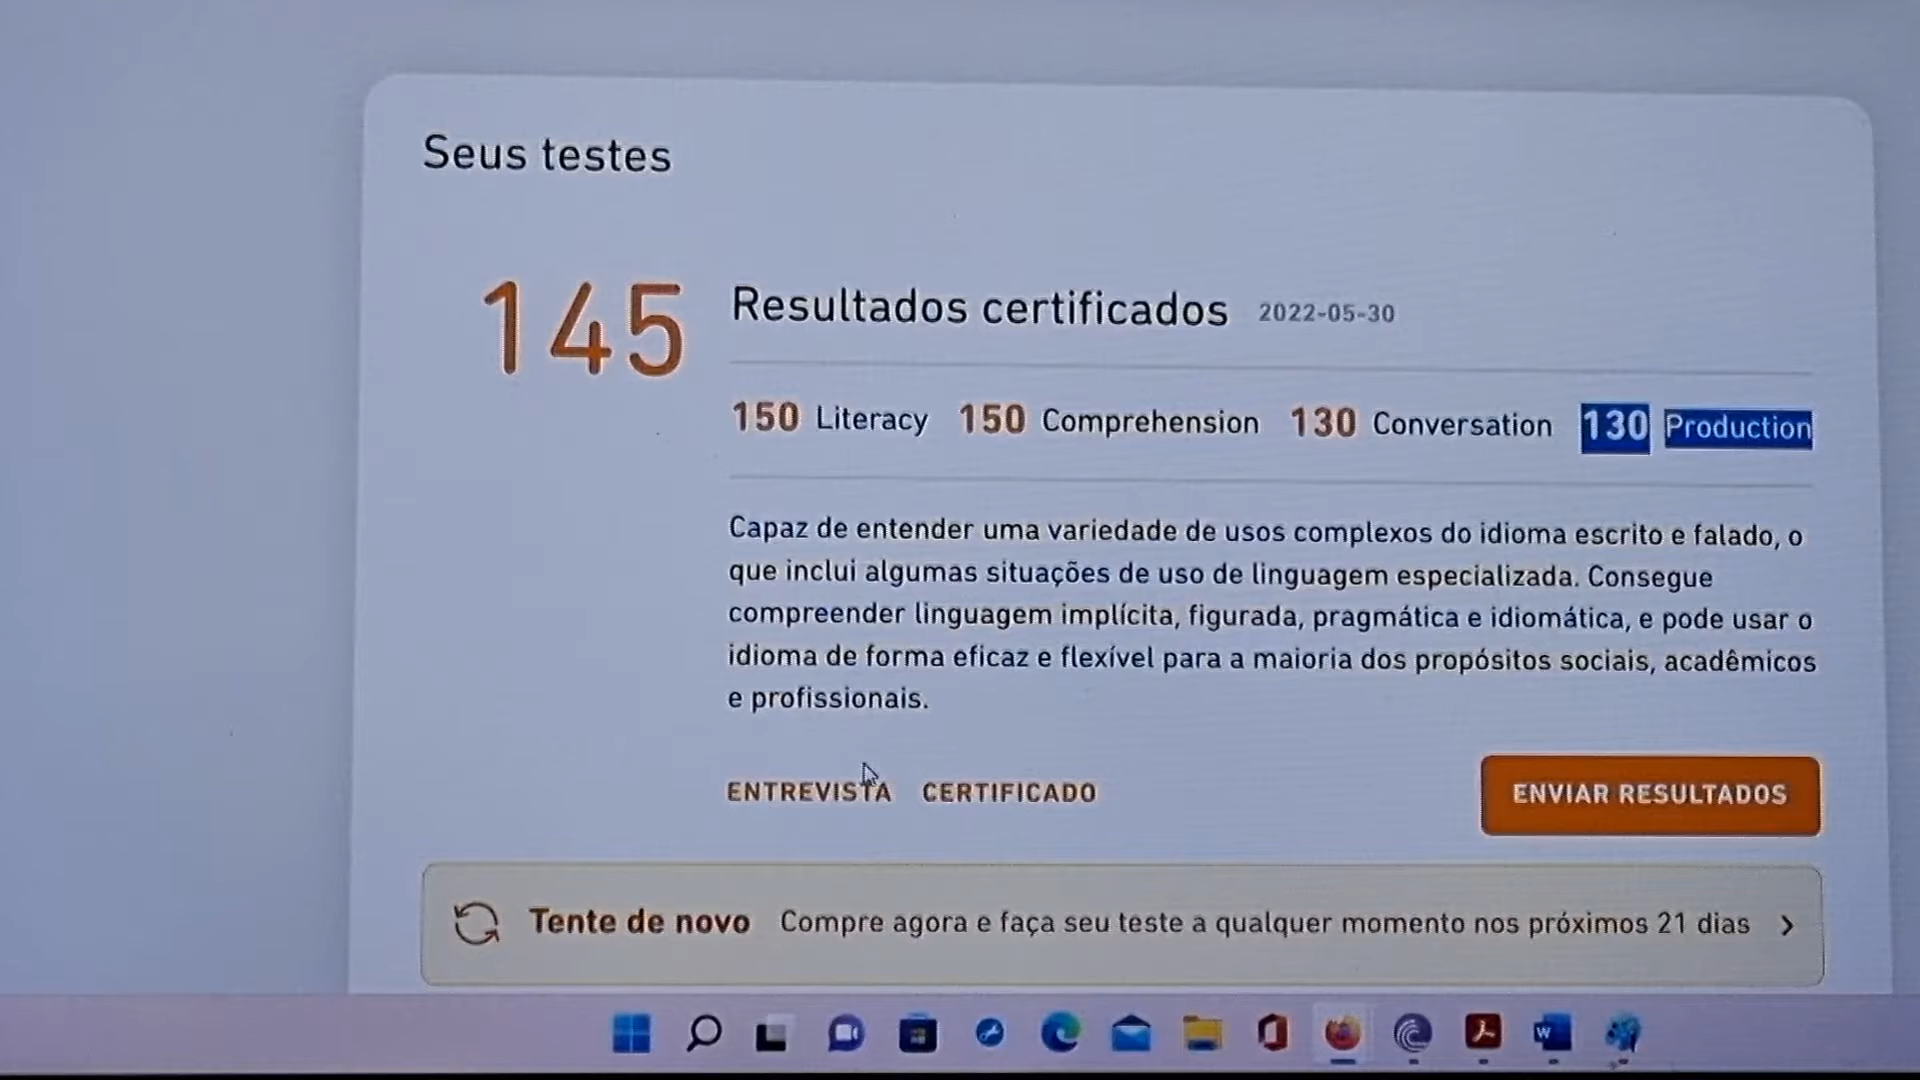 Seus testes
145
Resultados certificados 2022-05-30
150 Literacy 150 Comprehension 130 Conversation 130 Production
Capaz de entender uma variedade de usos complexos do idioma escrito e falado, o
que inclui algumas situações de uso de linguagem especializada. Consegue
compreender linguagem implícita, figurada, pragmática e idiomática, e pode usar o
idioma de forma eficaz e flexível para a maioria dos propósitos sociais, acadêmicos
e profissionais.
ENTREVISTA CERTIFICADO ENVIAR RESULTADOS
Tente de novo Compre agora e faça seu teste a qualquer momento nos próximos 21 dias